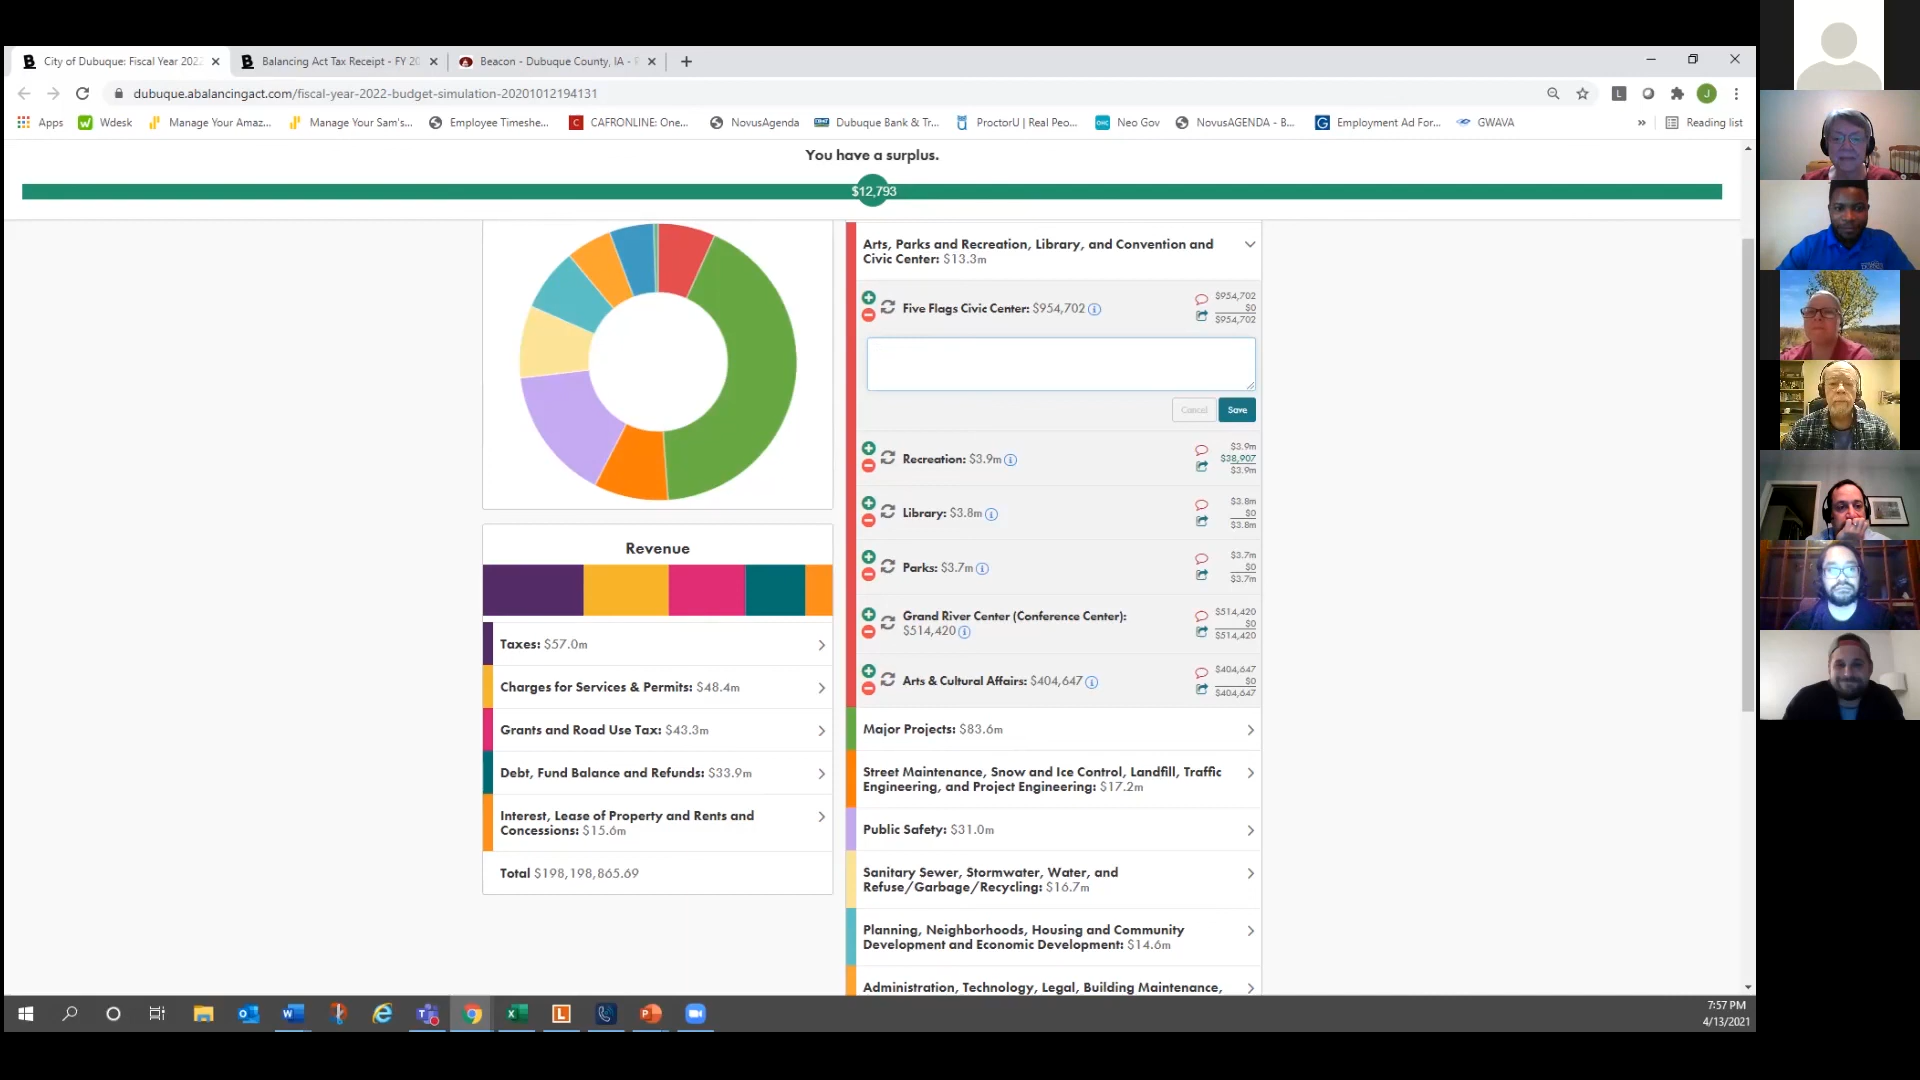 City of Dubuque: Fiscal Year 202
Balancing Act Tax Receipt - FY 20
Beacon - Dubuque County, IA -
dubuque.abalancingact.com/fiscal-year-2022-budget-simulation-20201012194131
L
J
Apps
Wdesk
Manage Your Amaz...
Manage Your Sam's...
Employee Timeshe...
CAFRONLINE: One...
NovusAgenda
Dubuque Bank & Tr...
ProctorU | Real Peo...
Neo Gov
NovusAGENDA - B...
Employment Ad For...
GWAVA
»
Reading list
You have a surplus.
$12,793
Revenue
Taxes: $57.0m
Charges for Services & Permits: $48.4m
Grants and Road Use Tax: $43.3m
Debt, Fund Balance and Refunds: $33.9m
Interest, Lease of Property and Rents and
Concessions: $15.6m
Total $198,198,865.69
Arts, Parks and Recreation, Library, and Convention and
Civic Center: $13.3m
Five Flags Civic Center: $954,702
$954,702
$0
$954,702
Cancel
Save
Recreation: $3.9m
$3.9m
$38,907
$3.9m
Library: $3.8m
$3.8m
$0
$3.8m
Parks: $3.7m
$3.7m
$0
$3.7m
Grand River Center (Conference Center):
$514,420
$514,420
$0
$514,420
Arts & Cultural Affairs: $404,647
$404,647
$0
$404,647
Major Projects: $83.6m
Street Maintenance, Snow and Ice Control, Landfill, Traffic
Engineering, and Project Engineering: $17.2m
Public Safety: $31.0m
Sanitary Sewer, Stormwater, Water, and
Refuse/Garbage/Recycling: $16.7m
Planning, Neighborhoods, Housing and Community
Development and Economic Development: $14.6m
Administration, Technology, Legal, Building Maintenance,
7:57 PM
4/13/2021